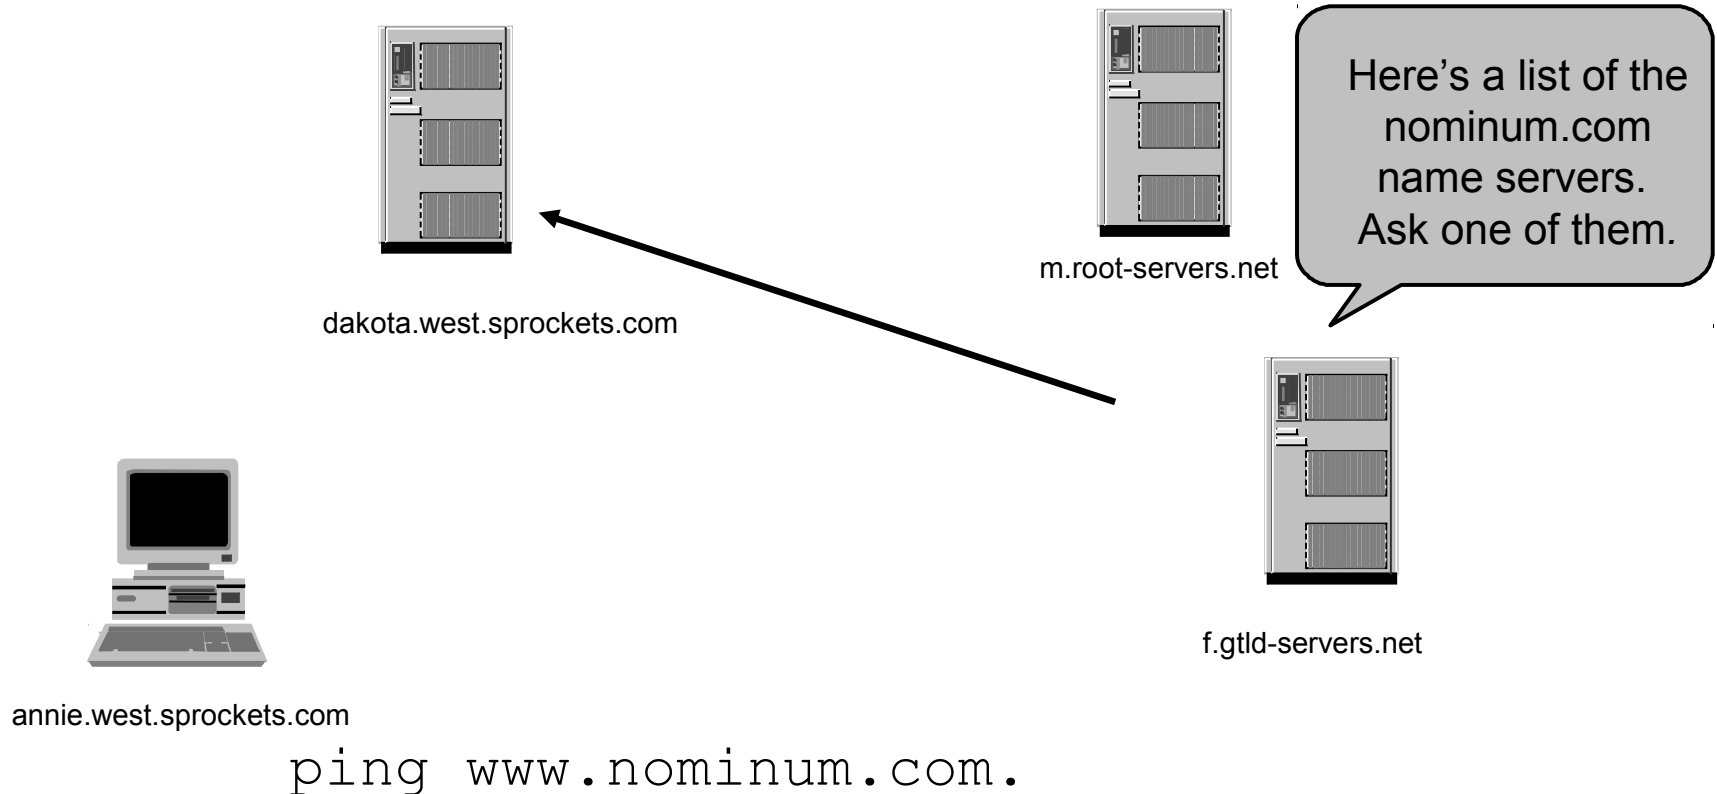 Here’s a list of the
nominum.com
name servers.
Ask one of them.
m.root-servers.net
dakota.west.sprockets.com
f.gtld-servers.net
annie.west.sprockets.com
ping www.nominum.com.